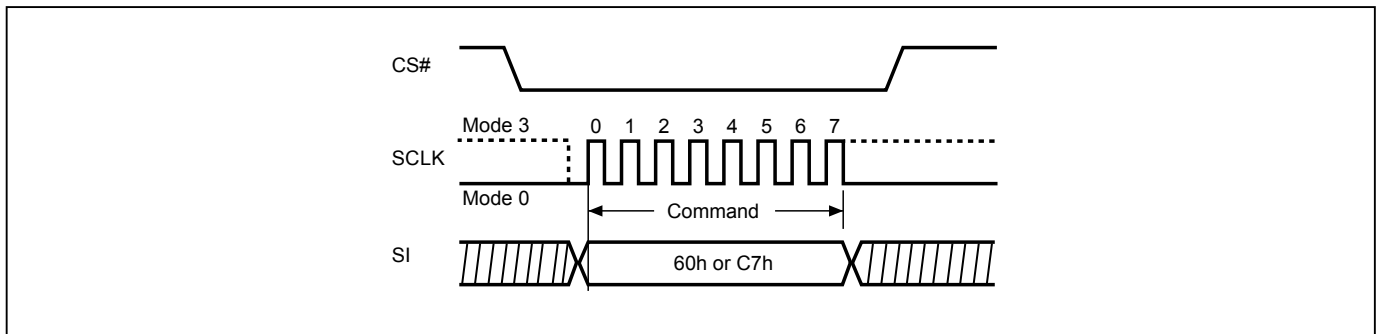 CS#
Mode 3
0 1 2 3 4 5 6 7
SCLK
Mode 0
Command
SI
60h or C7h